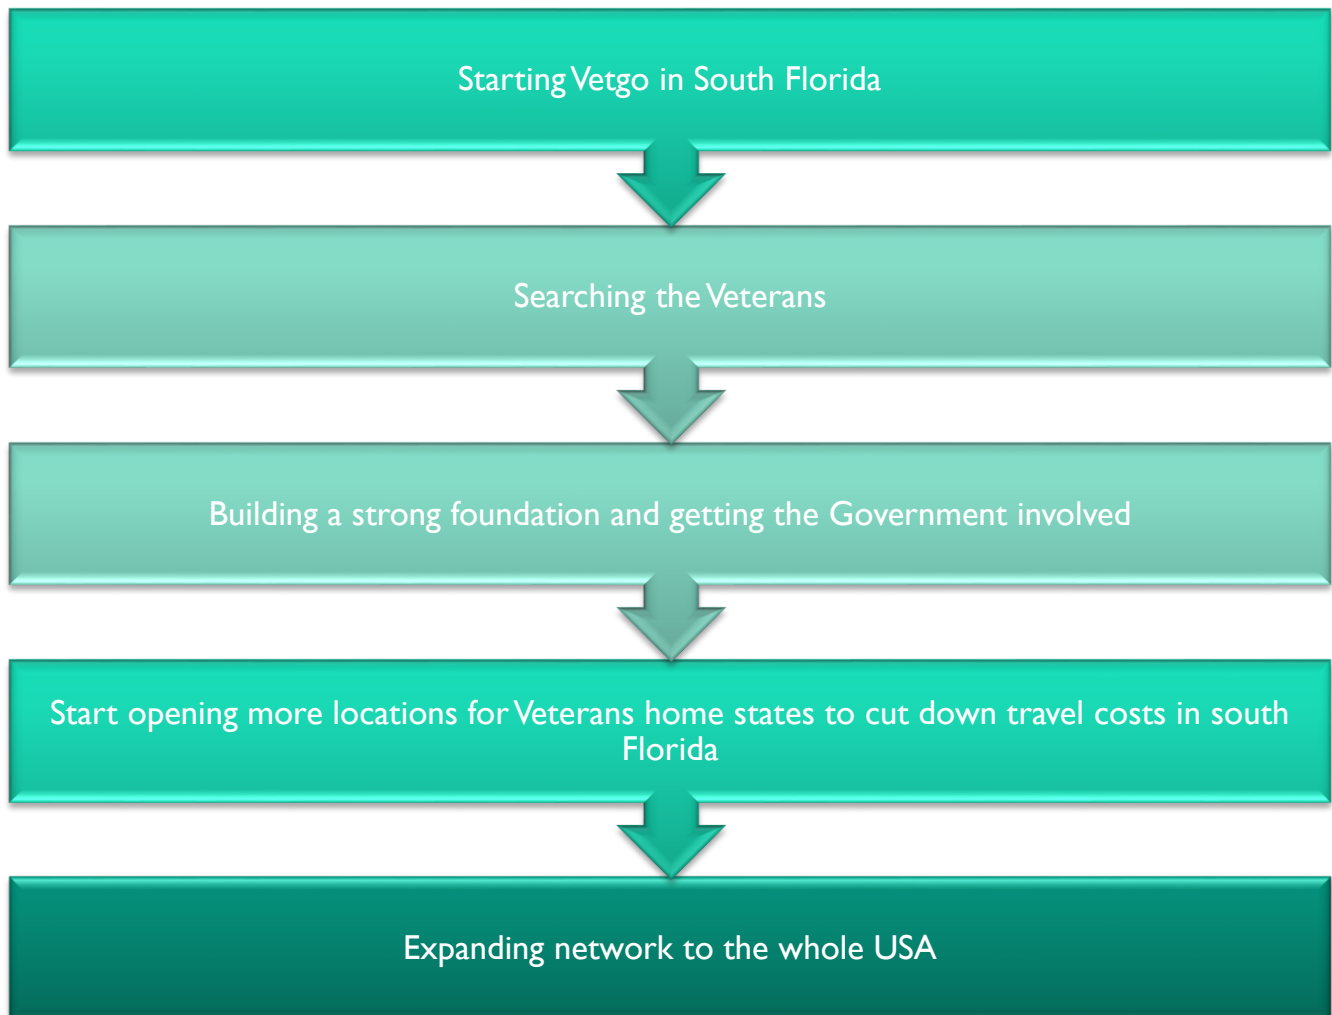 Starting Vetgo in South Florida
Searching the Veterans
Building a strong foundation and getting the Government involved
Start opening more locations for Veterans home states to cut down travel costs in south
Florida
Expanding network to the whole USA